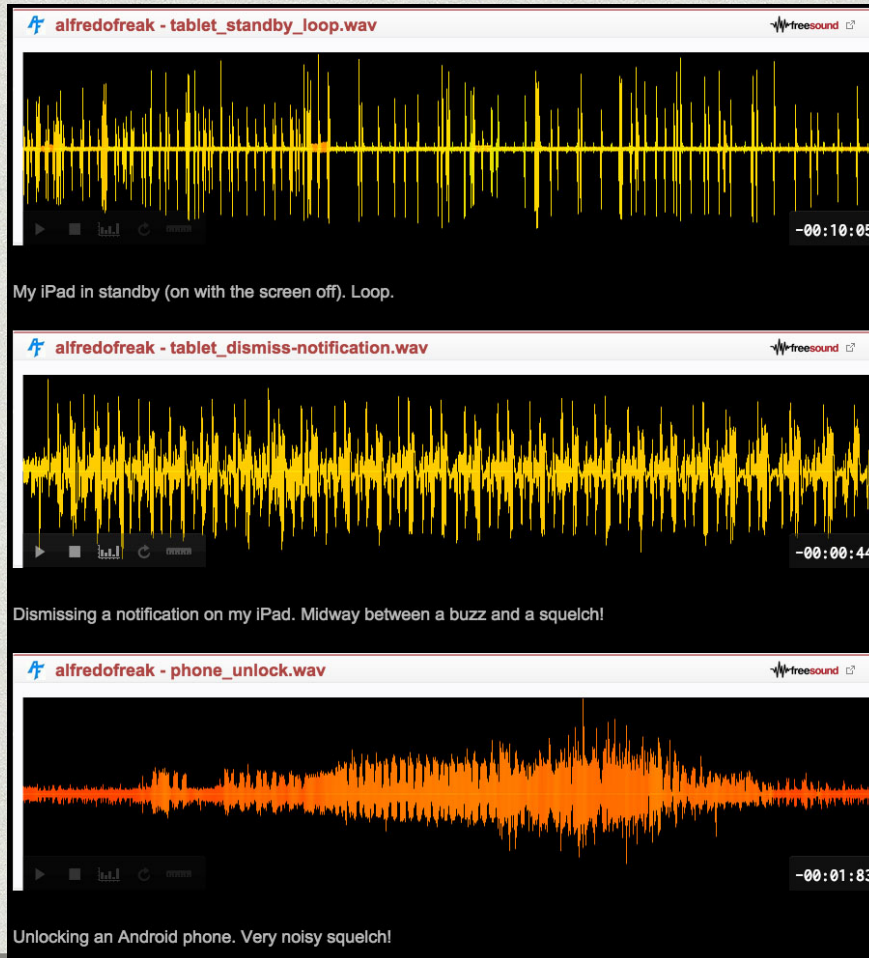 alfredofreak - tablet_standby_loop.wav
freesound
-00:10:05
My iPad in standby (on with the screen off). Loop.
alfredofreak - tablet_dismiss-notification.wav
freesound
-00:00:44
Dismissing a notification on my iPad. Midway between a buzz and a squelch!
alfredofreak - phone_unlock.wav
freesound
-00:01:83
Unlocking an Android phone. Very noisy squelch!